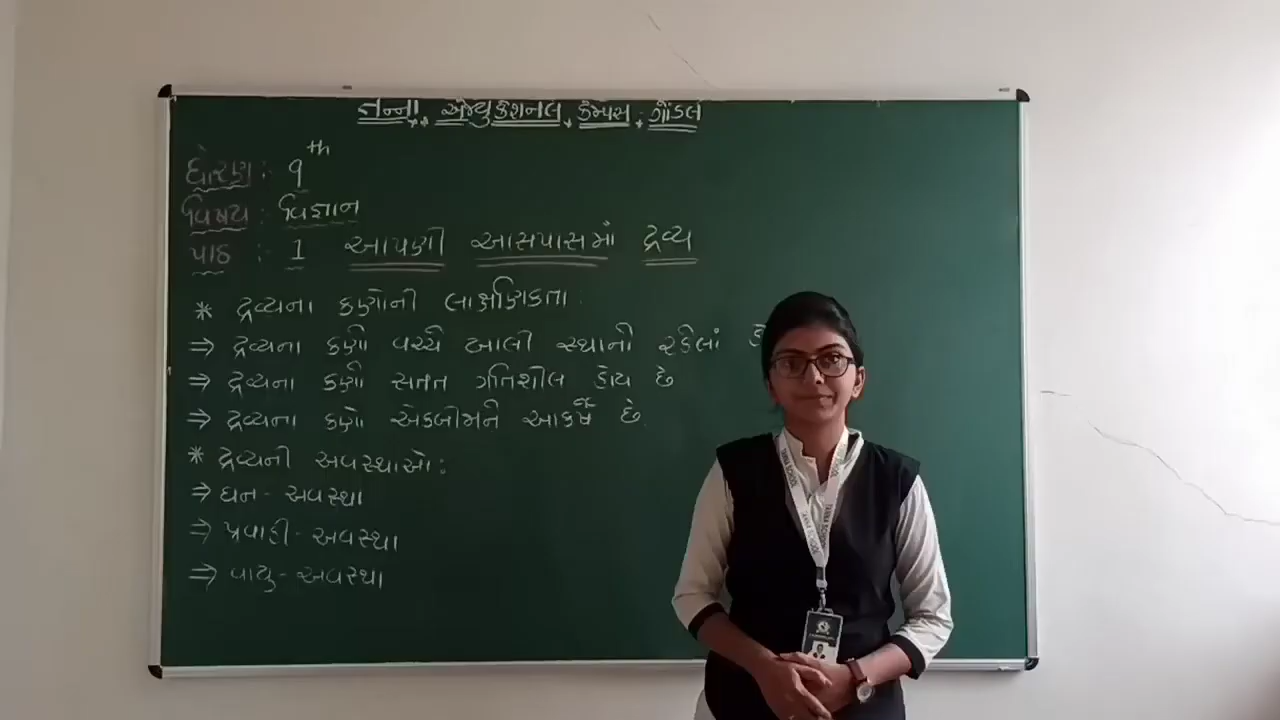 તન્ના એજ્યુકેશનલ કેમ્પસ ગોંડલ
ધોરણ : 9th
વિષય : વિજ્ઞાન
પાઠ : 1 આપણી આસપાસમાં દ્રવ્ય
* દ્રવ્યના કણોની લાક્ષણિકતા :
⇒ દ્રવ્યના કણો વચ્ચે ખાલી સ્થાનો રહેલાં
⇒ દ્રવ્યના કણો સતત ગતિશીલ હોય છે
⇒ દ્રવ્યના કણો એકબીજાને આકર્ષે છે.
* દ્રવ્યની અવસ્થાઓ :
⇒ ઘન - અવસ્થા
⇒ પ્રવાહી - અવસ્થા
⇒ વાયુ - અવસ્થા